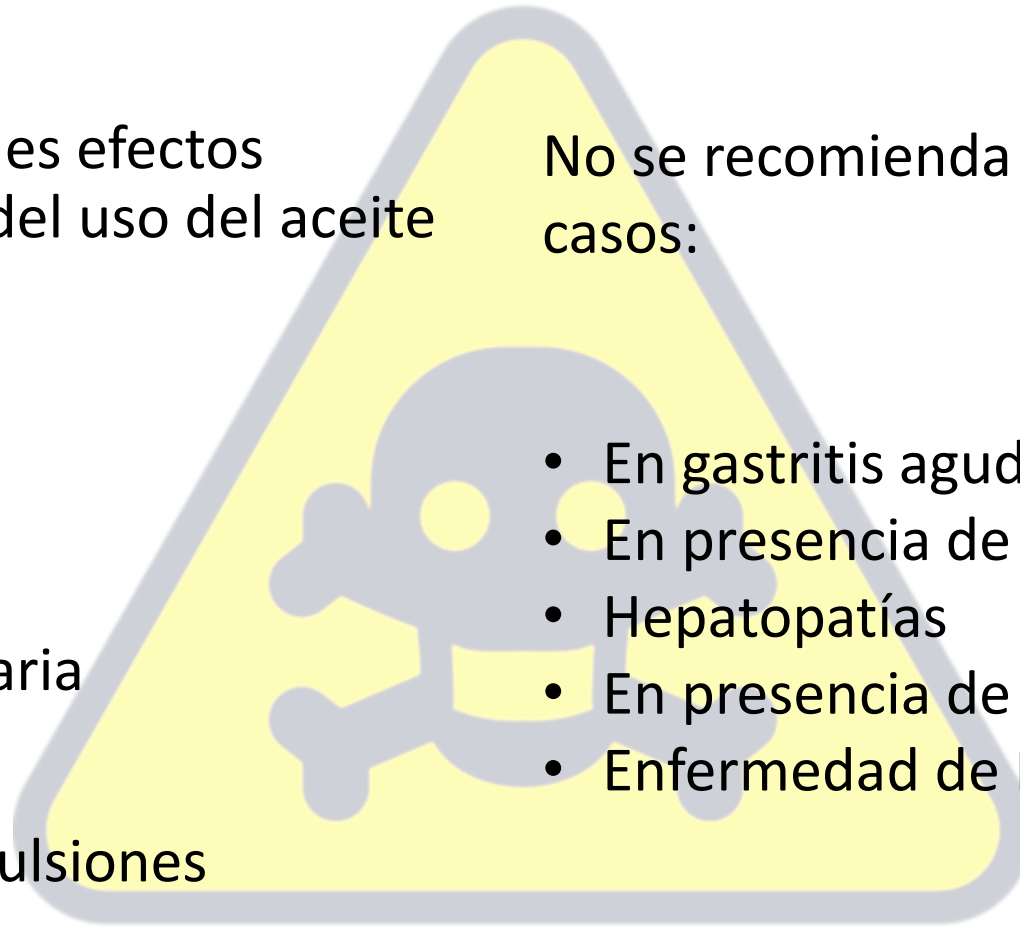 es efectos
del uso del aceite
aria
ulsiones
No se recomienda
casos:
• En gastritis agud
• En presencia de
• Hepatopatías
• En presencia de
• Enfermedad de